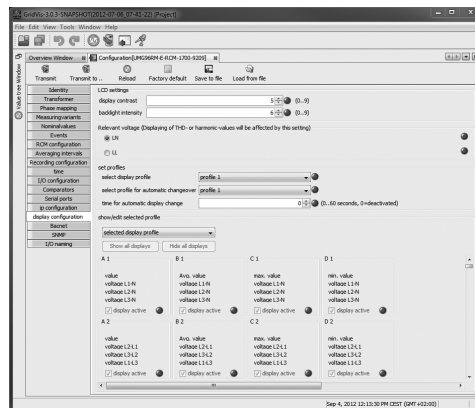 GridVis-3.0.3-SNAPSHOT(2012-07-06_07-41-22) [Project]
File Edit View Tools Window Help
Overview Window
Configuration[UMG96RM-E-RCM-1700-9209]
Value tree Window
Transmit
Transmit to ..
Reload
Factory default
Save to file
Load from file
Identity
Transformer
Phase mapping
Measuringvariants
Nominalvalues
Events
RCM configuration
Averaging intervals
Recording configuration
time
I/O configuration
Comparators
Serial ports
ip configuration
display configuration
Bacnet
SNMP
I/O naming
LCD settings
display contrast 5 (0..9)
backlight intensity 6 (0..9)
Relevant voltage (Displaying of THD- or harmonic-values will be affected by this setting)
LN
LL
set profiles
select display profile profile 1
select profile for automatic changeover profile 1
time for automatic display change 0 (0..60 seconds, 0=deactivated)
show/edit selected profile
selected display profile
Show all displays Hide all displays
A 1 B 1 C 1 D 1
value Avg. value max. value min. value
voltage L1-N voltage L1-N voltage L1-N voltage L1-N
voltage L2-N voltage L2-N voltage L2-N voltage L2-N
voltage L3-N voltage L3-N voltage L3-N voltage L3-N
display active display active display active display active
A 2 B 2 C 2 D 2
value Avg. value max. value min. value
voltage L2-L1 voltage L2-L1 voltage L2-L1 voltage L2-L1
voltage L3-L2 voltage L3-L2 voltage L3-L2 voltage L3-L2
voltage L1-L3 voltage L1-L3 voltage L1-L3 voltage L1-L3
display active display active display active display active
Sep 4, 2012 12:13:30 PM CEST (GMT+02:00)